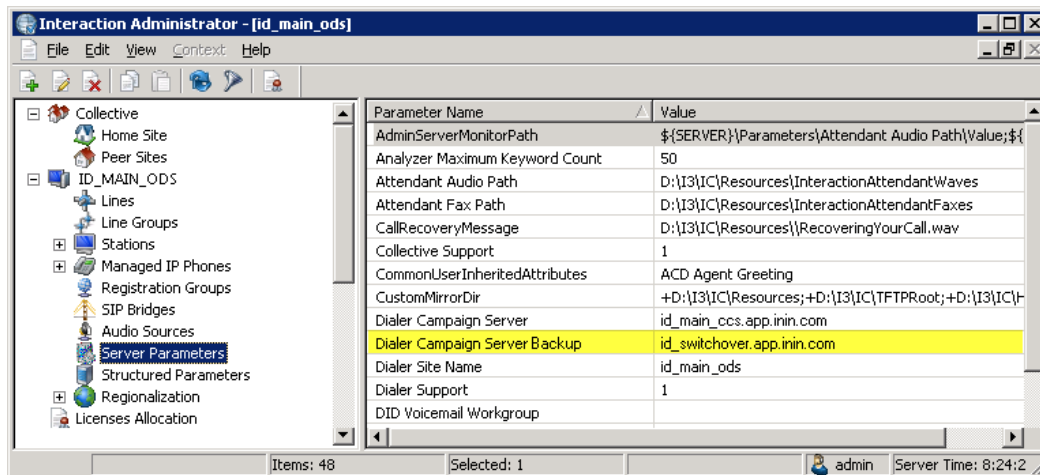 Interaction Administrator - [id_main_ods]
File Edit View Context Help
Collective
Home Site
Peer Sites
ID_MAIN_ODS
Lines
Line Groups
Stations
Managed IP Phones
Registration Groups
SIP Bridges
Audio Sources
Server Parameters
Structured Parameters
Regionalization
Licenses Allocation
Parameter Name Value
AdminServerMonitorPath ${SERVER}\Parameters\Attendant Audio Path\Value;${
Analyzer Maximum Keyword Count 50
Attendant Audio Path D:\I3\IC\Resources\InteractionAttendantWaves
Attendant Fax Path D:\I3\IC\Resources\InteractionAttendantFaxes
CallRecoveryMessage D:\I3\IC\Resources\\RecoveringYourCall.wav
Collective Support 1
CommonUserInheritedAttributes ACD Agent Greeting
CustomMirrorDir +D:\I3\IC\Resources;+D:\I3\IC\TFTPRoot;+D:\I3\IC\H
Dialer Campaign Server id_main_ccs.app.inin.com
Dialer Campaign Server Backup id_switchover.app.inin.com
Dialer Site Name id_main_ods
Dialer Support 1
DID Voicemail Workgroup
Items: 48 Selected: 1 admin Server Time: 8:24:2